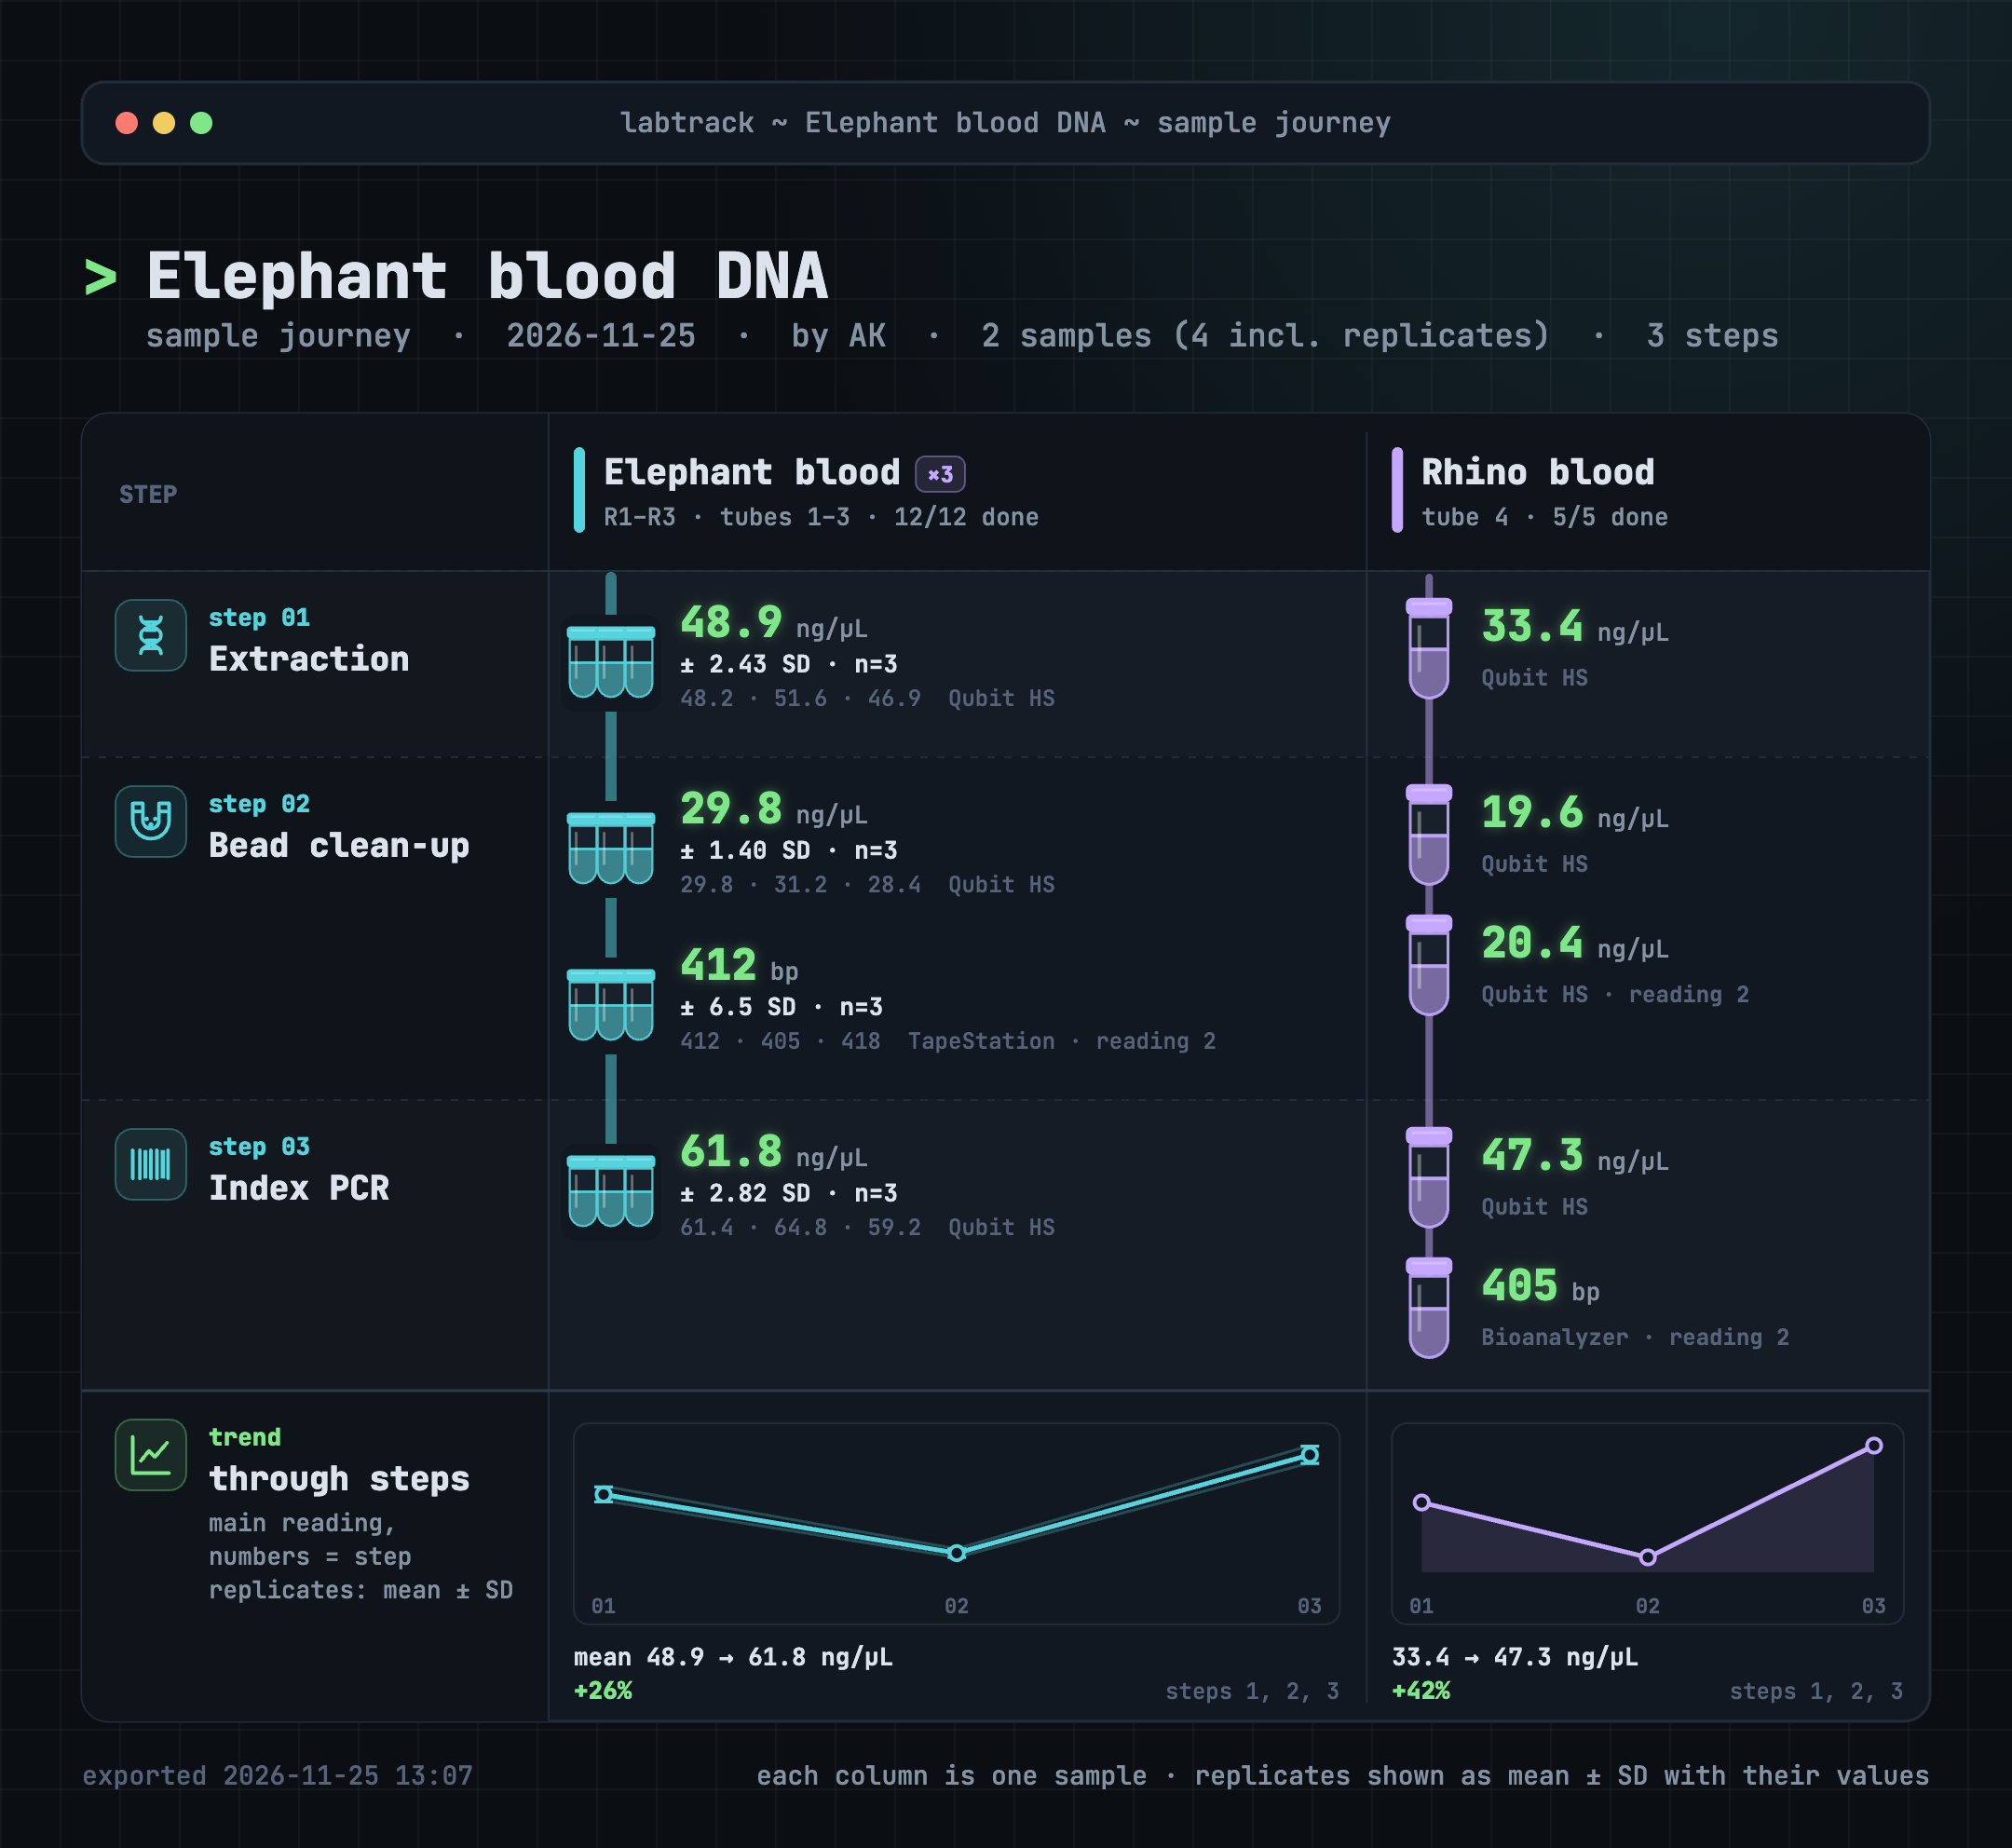 labtrack ~ Elephant blood DNA ~ sample journey
> Elephant blood DNA
sample journey · 2026-11-25 · by AK · 2 samples (4 incl. replicates) · 3 steps
STEP
Elephant blood ×3
R1–R3 · tubes 1–3 · 12/12 done
Rhino blood
tube 4 · 5/5 done
step 01
Extraction
48.9 ng/µL
± 2.43 SD · n=3
48.2 · 51.6 · 46.9 Qubit HS
33.4 ng/µL
Qubit HS
step 02
Bead clean-up
29.8 ng/µL
± 1.40 SD · n=3
29.8 · 31.2 · 28.4 Qubit HS
412 bp
± 6.5 SD · n=3
412 · 405 · 418 TapeStation · reading 2
19.6 ng/µL
Qubit HS
20.4 ng/µL
Qubit HS · reading 2
step 03
Index PCR
61.8 ng/µL
± 2.82 SD · n=3
61.4 · 64.8 · 59.2 Qubit HS
47.3 ng/µL
Qubit HS
405 bp
Bioanalyzer · reading 2
trend
through steps
main reading,
numbers = step
replicates: mean ± SD
01 02 03
mean 48.9 → 61.8 ng/µL
+26% steps 1, 2, 3
01 02 03
33.4 → 47.3 ng/µL
+42% steps 1, 2, 3
exported 2026-11-25 13:07
each column is one sample · replicates shown as mean ± SD with their values